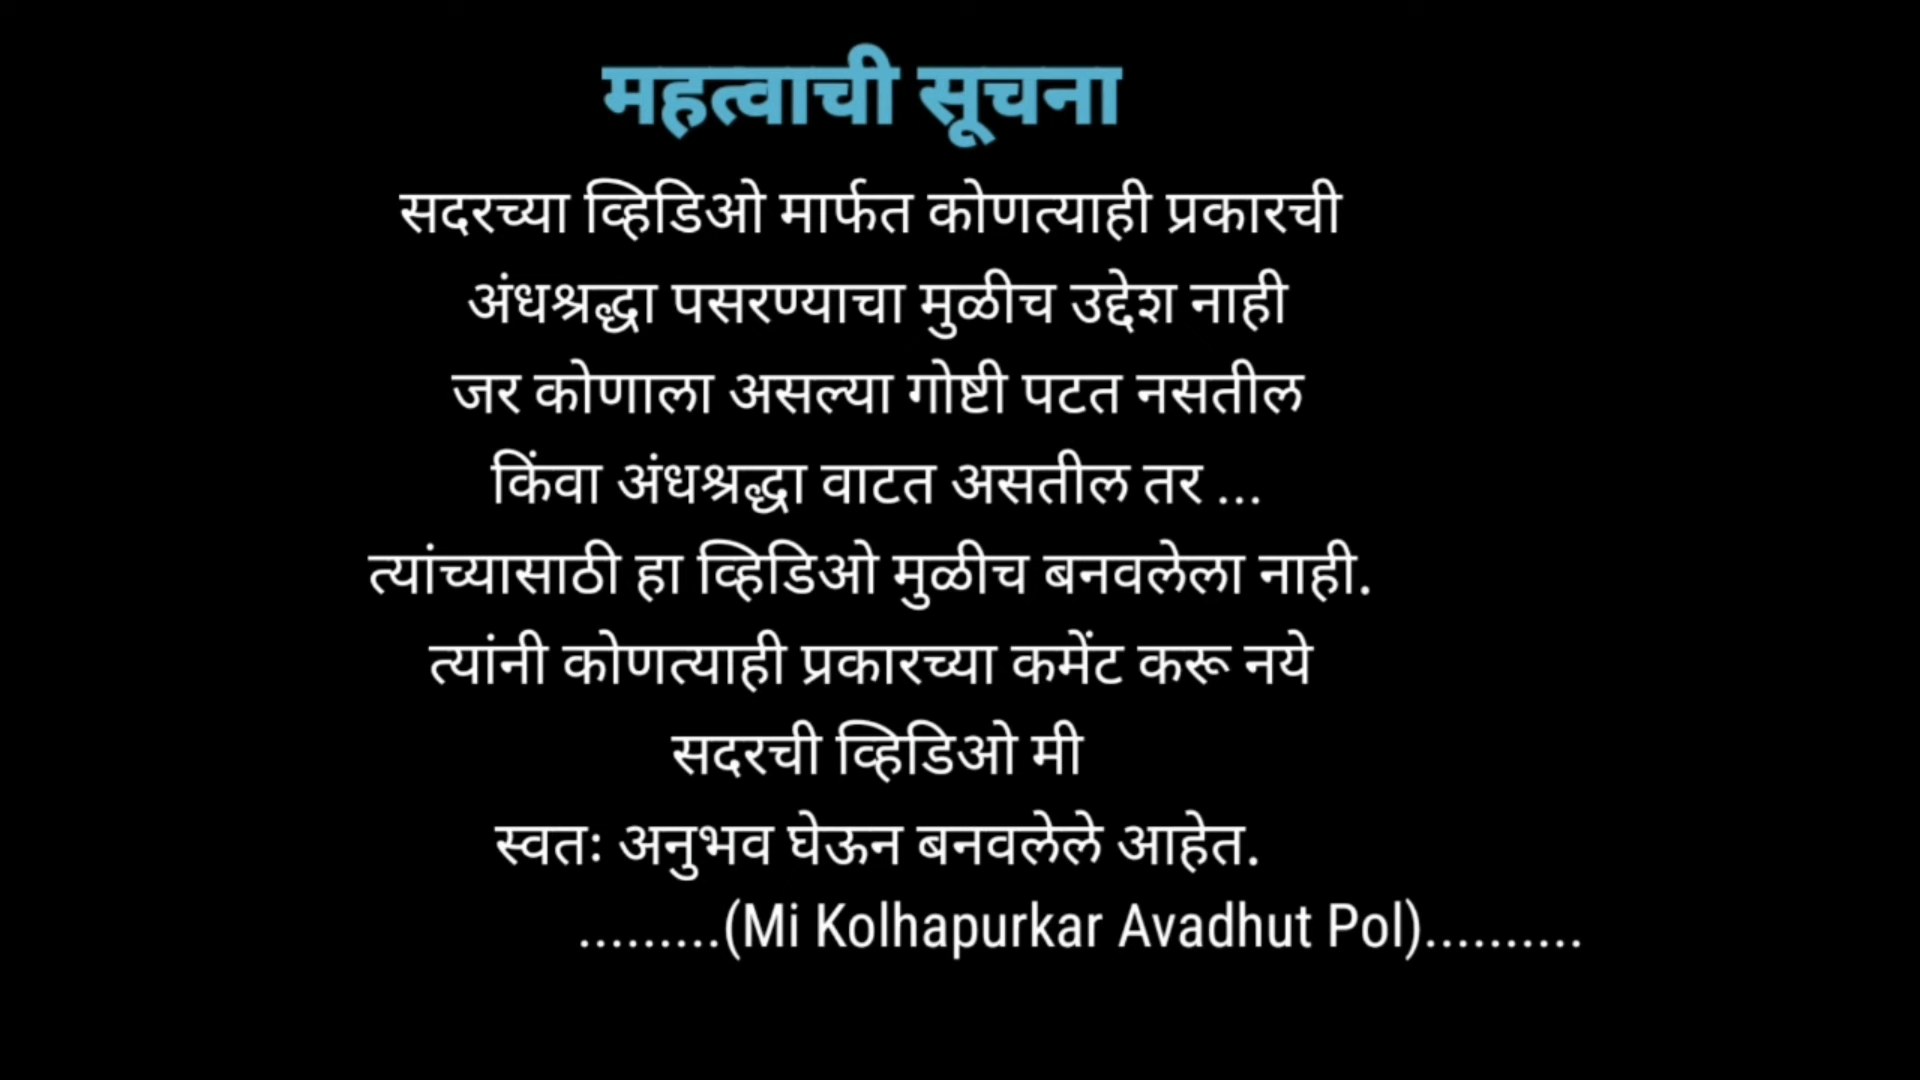 महत्वाची सूचना
सदरच्या व्हिडिओ मार्फत कोणत्याही प्रकारची
अंधश्रद्धा पसरण्याचा मुळीच उद्देश नाही
जर कोणाला असल्या गोष्टी पटत नसतील
किंवा अंधश्रद्धा वाटत असतील तर ...
त्यांच्यासाठी हा व्हिडिओ मुळीच बनवलेला नाही.
त्यांनी कोणत्याही प्रकारच्या कमेंट करू नये
सदरची व्हिडिओ मी
स्वतः अनुभव घेऊन बनवलेले आहेत.
.........(Mi Kolhapurkar Avadhut Pol)..........